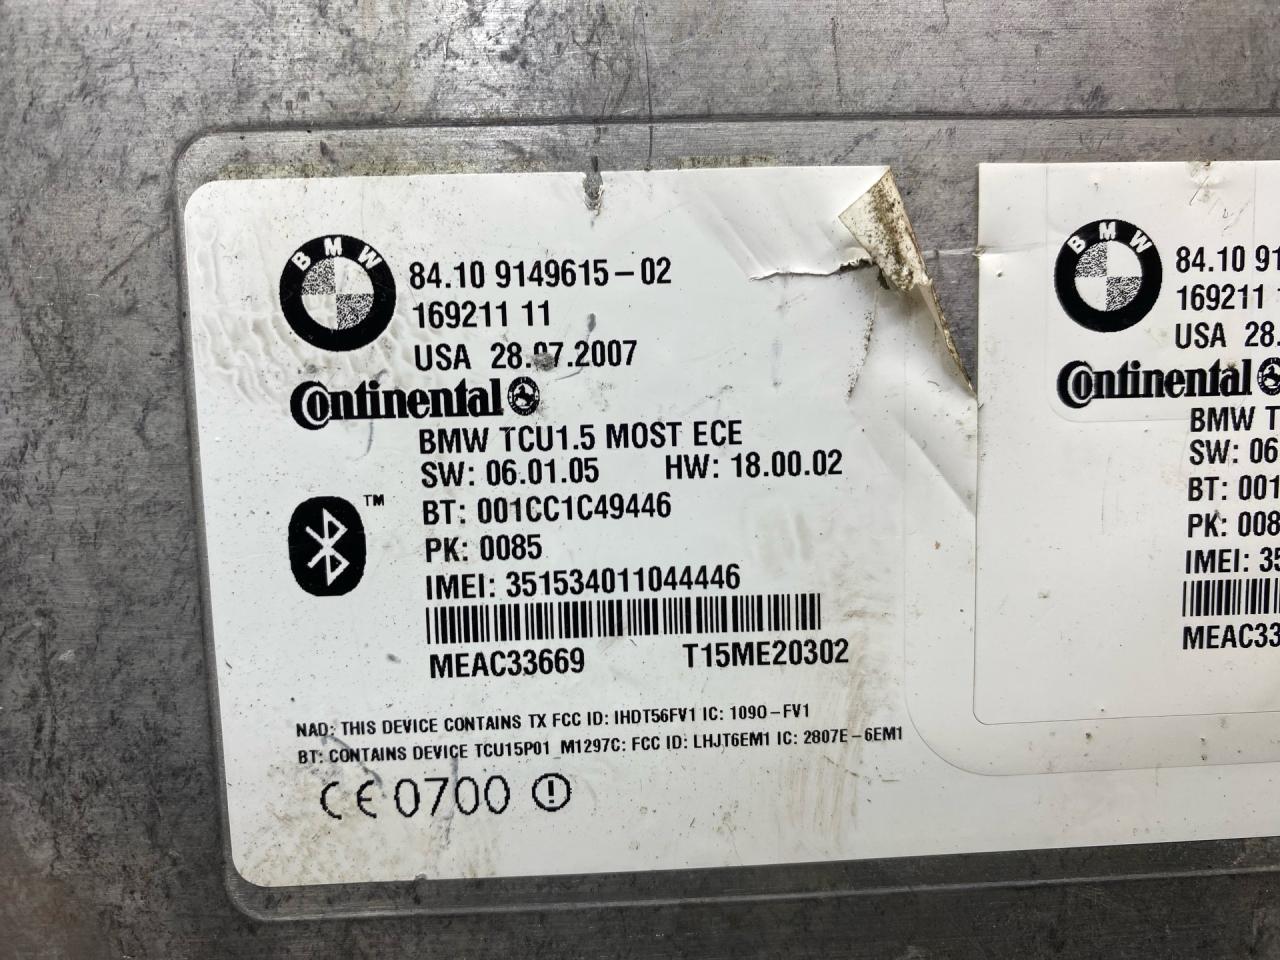 BMW
84.10 9149615-02
169211 11
USA 28.07.2007
Continental
BMW TCU1.5 MOST ECE
SW: 06.01.05 HW: 18.00.02
™
BT: 001CC1C49446
PK: 0085
IMEI: 351534011044446
MEAC33669 T15ME20302
NAD: THIS DEVICE CONTAINS TX FCC ID: IHDT56FV1 IC: 1090-FV1
BT: CONTAINS DEVICE TCU15P01_M1297C: FCC ID: LHJT6EM1 IC: 2807E-6EM1
CE 0700
BMW
84.10 91
169211 1
USA 28.
Continental
BMW T
SW: 06
BT: 001
PK: 008
IMEI: 35
MEAC33